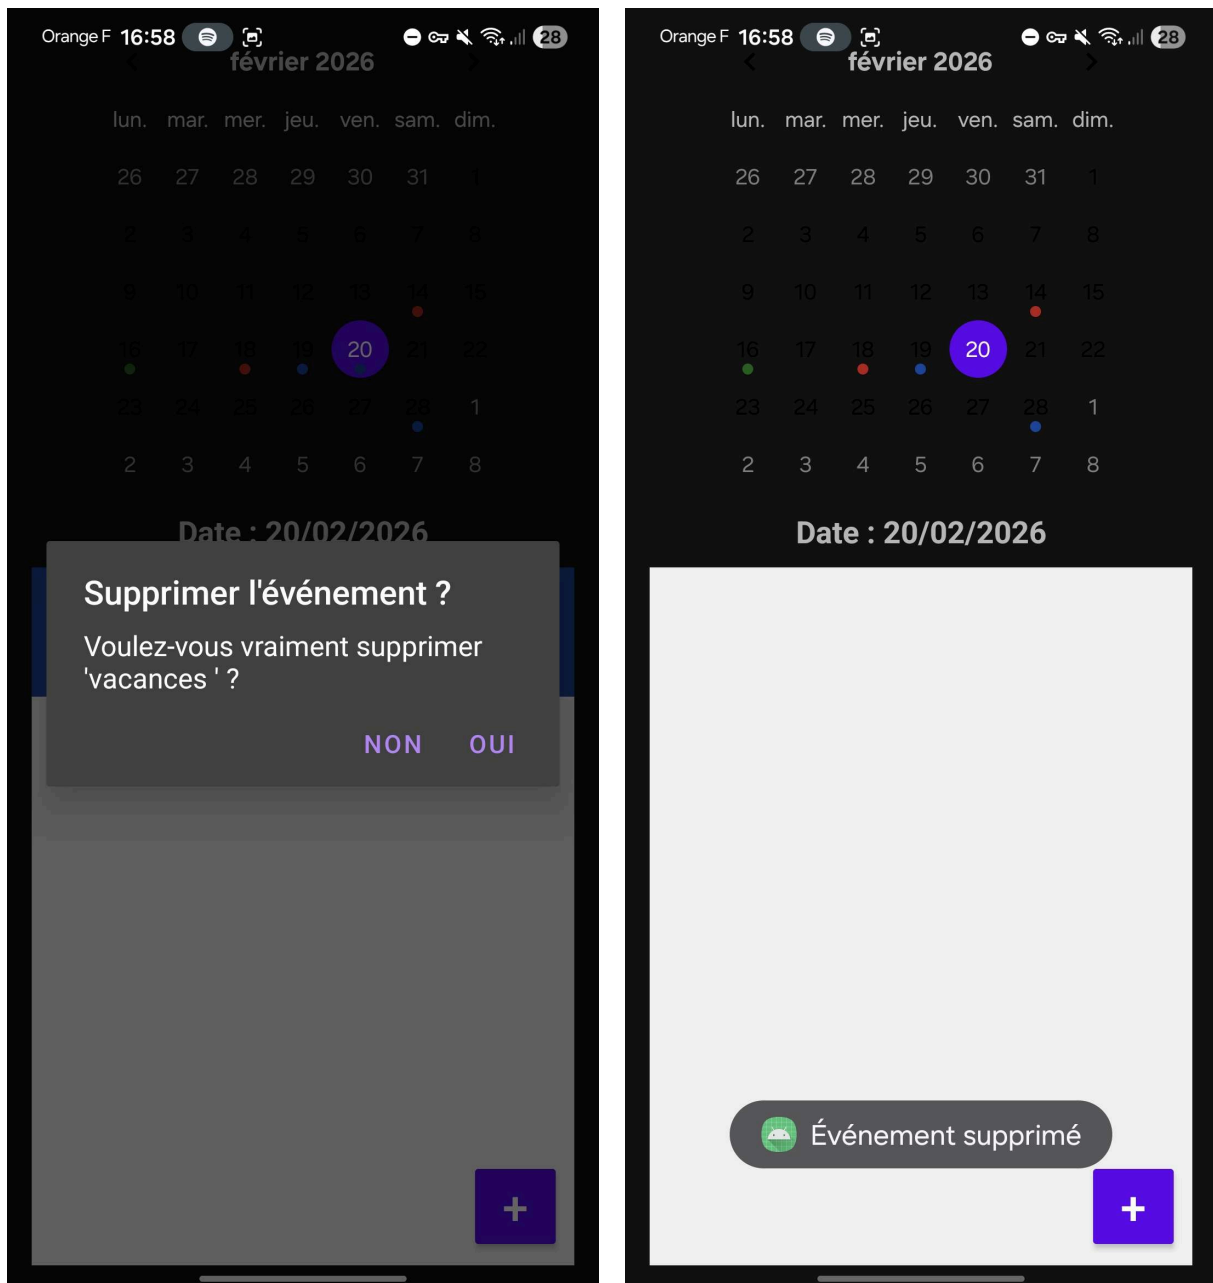 Orange F 16:58 28
février 2026
lun. mar. mer. jeu. ven. sam. dim.
26 27 28 29 30 31 1
2 3 4 5 6 7 8
9 10 11 12 13 14 15
16 17 18 19 20 21 22
23 24 25 26 27 28 1
2 3 4 5 6 7 8
Date : 20/02/2026
Supprimer l'événement ?
Voulez-vous vraiment supprimer
'vacances ' ?
NON OUI
+
Orange F 16:58 28
février 2026
lun. mar. mer. jeu. ven. sam. dim.
26 27 28 29 30 31 1
2 3 4 5 6 7 8
9 10 11 12 13 14 15
16 17 18 19 20 21 22
23 24 25 26 27 28 1
2 3 4 5 6 7 8
Date : 20/02/2026
Événement supprimé
+